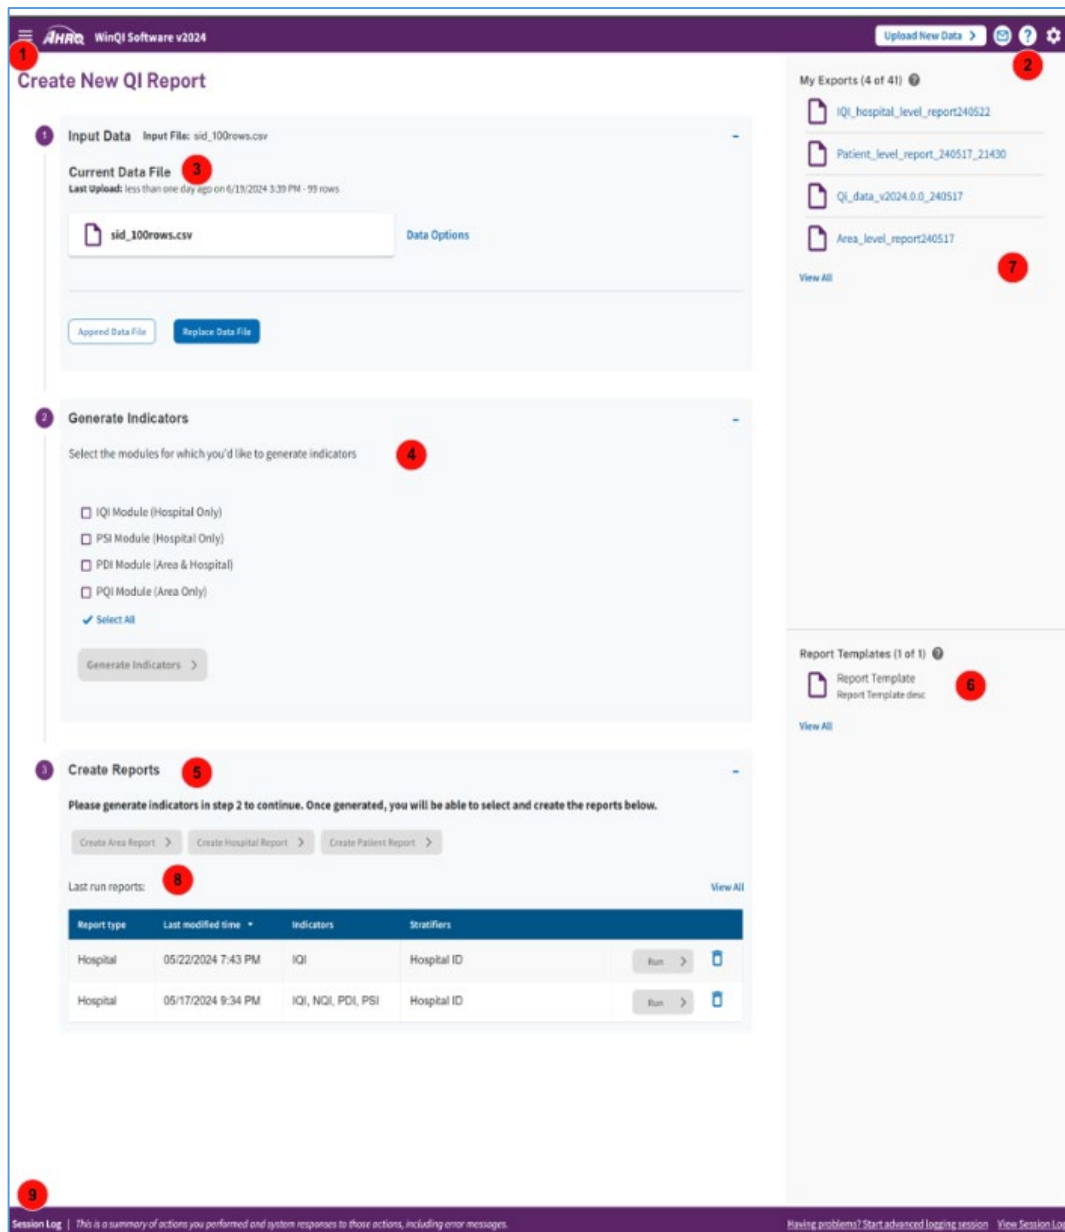 AHRQ WinQI Software v2024
Upload New Data
?
1
2
Create New QI Report
1
Input Data Input File: sid_100rows.csv
Current Data File
3
Last Upload: less than one day ago on 6/19/2024 3:39 PM - 99 rows
sid_100rows.csv
Data Options
Append Data File
Replace Data File
2
Generate Indicators
Select the modules for which you'd like to generate indicators
4
IQI Module (Hospital Only)
PSI Module (Hospital Only)
PDI Module (Area & Hospital)
PQI Module (Area Only)
Select All
Generate Indicators
3
Create Reports
5
Please generate indicators in step 2 to continue. Once generated, you will be able to select and create the reports below.
Create Area Report
Create Hospital Report
Create Patient Report
Last run reports:
8
View All
Report type Last modified time Indicators Stratifiers
Hospital 05/22/2024 7:43 PM IQI Hospital ID Run
Hospital 05/17/2024 9:34 PM IQI, NQI, PDI, PSI Hospital ID Run
My Exports (4 of 41) ?
IQI_hospital_level_report240522
Patient_level_report_240517_21430
Qi_data_v2024.0.0_240517
Area_level_report240517
7
View All
Report Templates (1 of 1) ?
Report Template
Report Template desc
6
View All
9
Session Log | This is a summary of actions you performed and system responses to those actions, including error messages.
Having problems? Start advanced logging session View Session Log